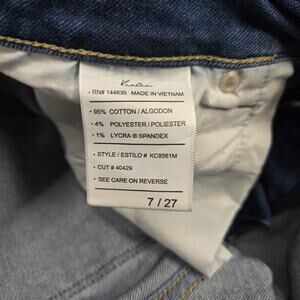 KanCan
• RN# 144635 MADE IN VIETNAM
• 95% COTTON / ALGODON
• 4% POLYESTER / POLIESTER
• 1% LYCRA® SPANDEX
• STYLE / ESTILO # KC8561M
• CUT # 40429
• SEE CARE ON REVERSE
7 / 27